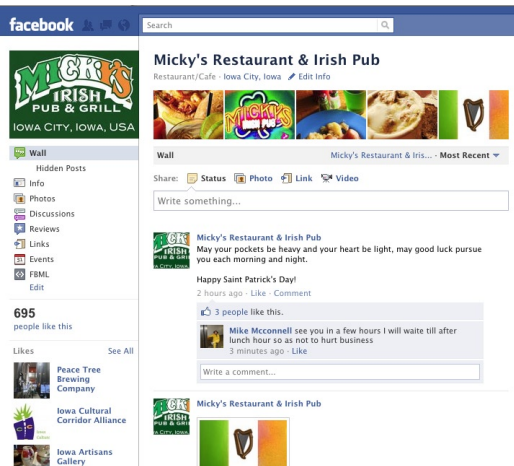 facebook
Search
MICKY'S
IRISH
PUB & GRILL
IOWA CITY, IOWA, USA
Micky's Restaurant & Irish Pub
Restaurant/Cafe · Iowa City, Iowa Edit Info
MICKY'S
IRISH PUB
Wall
Hidden Posts
Info
Photos
Discussions
Reviews
Links
31 Events
FBML
Edit
695
people like this
Likes See All
Peace Tree
Brewing
Company
Iowa Cultural
Corridor Alliance
Iowa Artisans
Gallery
Wall Micky's Restaurant & Iris... · Most Recent
Share: Status Photo Link Video
Write something...
Micky's Restaurant & Irish Pub
May your pockets be heavy and your heart be light, may good luck pursue
you each morning and night.
Happy Saint Patrick's Day!
2 hours ago · Like · Comment
3 people like this.
Mike Mcconnell see you in a few hours I will waite till after
lunch hour so as not to hurt business
3 minutes ago · Like
Write a comment...
Micky's Restaurant & Irish Pub